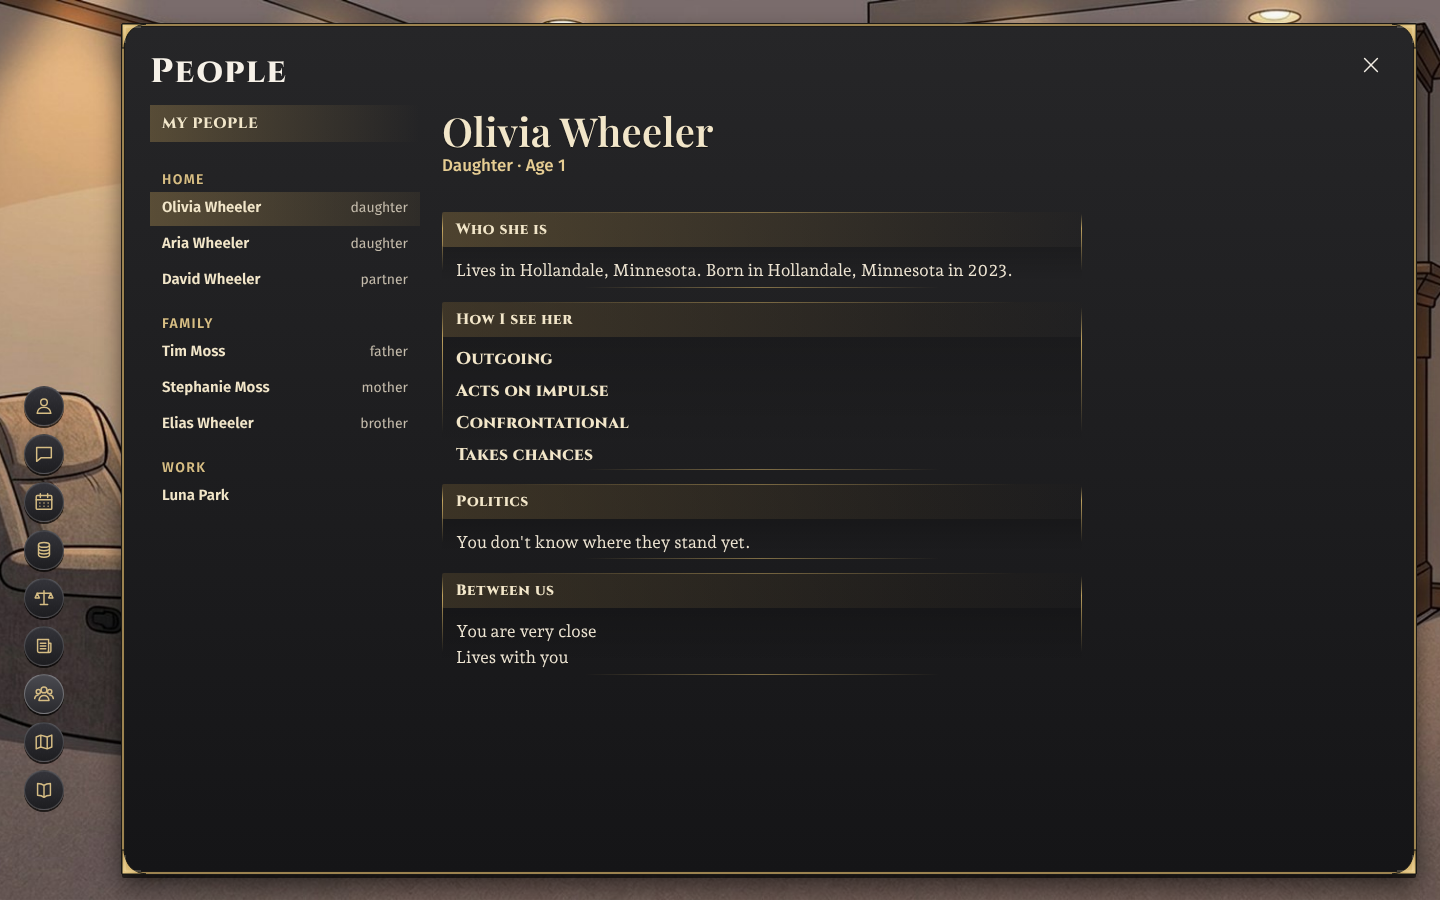 People
My People
HOME
Olivia Wheeler daughter
Aria Wheeler daughter
David Wheeler partner
FAMILY
Tim Moss father
Stephanie Moss mother
Elias Wheeler brother
WORK
Luna Park
Olivia Wheeler
Daughter · Age 1
Who she is
Lives in Hollandale, Minnesota. Born in Hollandale, Minnesota in 2023.
How I see her
Outgoing
Acts on impulse
Confrontational
Takes chances
Politics
You don't know where they stand yet.
Between us
You are very close
Lives with you